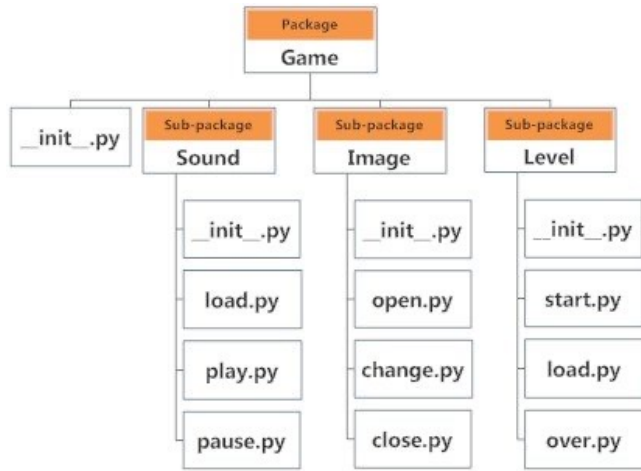 Package
Game
__init__.py
Sub-package
Sound
__init__.py
load.py
play.py
pause.py
Sub-package
Image
__init__.py
open.py
change.py
close.py
Sub-package
Level
__init__.py
start.py
load.py
over.py